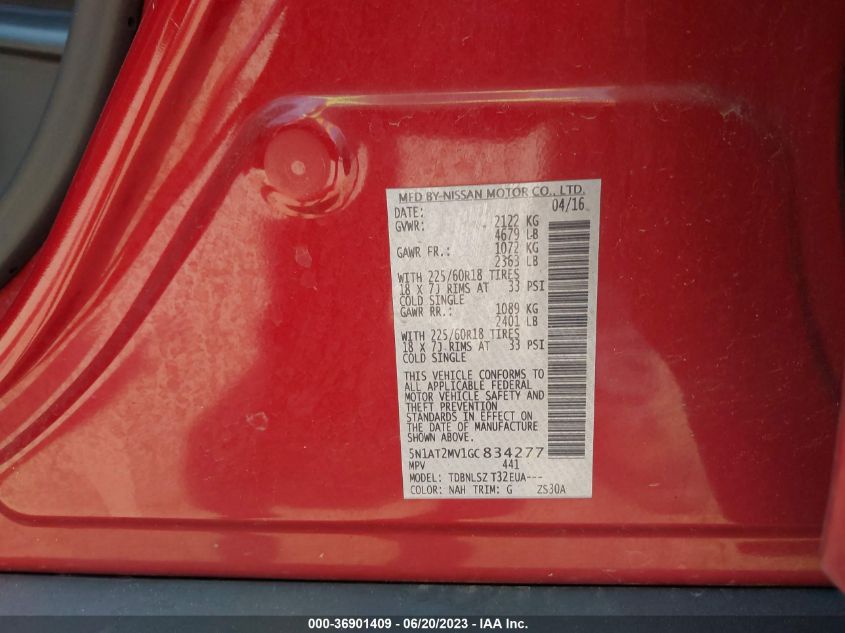 MFD BY-NISSAN MOTOR CO., LTD.
DATE: 04/16
GVWR: 2122 KG
4679 LB
GAWR FR.: 1072 KG
2363 LB
WITH 225/60R18 TIRES
18 X 7J RIMS AT 33 PSI
COLD SINGLE
GAWR RR.: 1089 KG
2401 LB
WITH 225/60R18 TIRES
18 X 7J RIMS AT 33 PSI
COLD SINGLE
THIS VEHICLE CONFORMS TO
ALL APPLICABLE FEDERAL
MOTOR VEHICLE SAFETY AND
THEFT PREVENTION
STANDARDS IN EFFECT ON
THE DATE OF MANUFACTURE
SHOWN ABOVE.
5N1AT2MV1GC834277
MPV 441
MODEL: TDBNLSZ T32EUA---
COLOR: NAH TRIM: G ZS30A
000-36901409 - 06/20/2023 - IAA Inc.